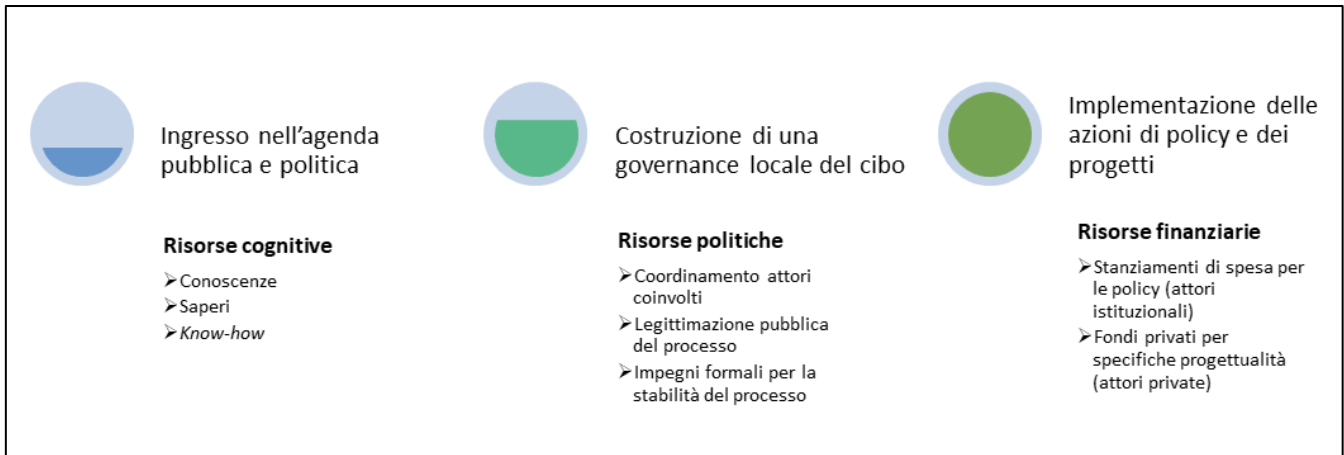 Ingresso nell'agenda
pubblica e politica
Risorse cognitive
➢Conoscenze
➢Saperi
➢Know-how
Costruzione di una
governance locale del cibo
Risorse politiche
➢Coordinamento attori
coinvolti
➢Legittimazione pubblica
del processo
➢Impegni formali per la
stabilità del processo
Implementazione delle
azioni di policy e dei
progetti
Risorse finanziarie
➢Stanziamenti di spesa per
le policy (attori
istituzionali)
➢Fondi privati per
specifiche progettualità
(attori private)